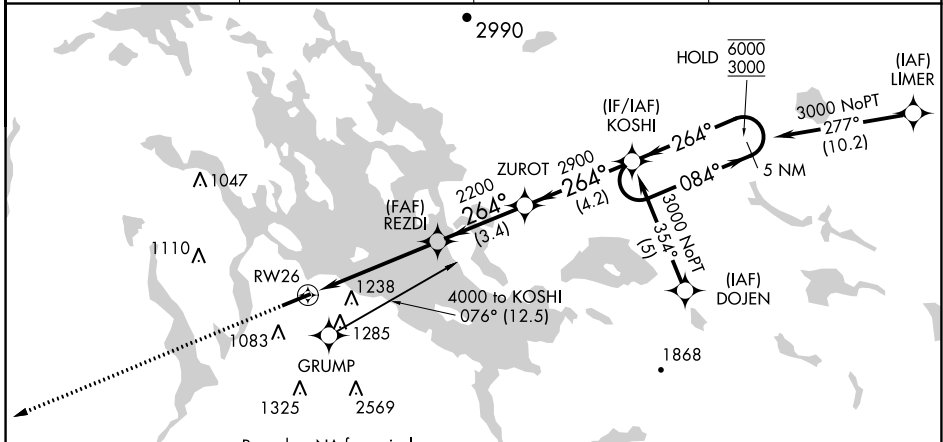 2990
HOLD 6000
3000
(IAF)
LIMER
3000 NoPT
277°
(10.2)
(IF/IAF)
KOSHI
264°
084°
5 NM
ZUROT
2900
264°
(4.2)
2200
264°
(3.4)
(FAF)
REZDI
3000 NoPT
354°
(5)
(IAF)
DOJEN
1047
1110
RW26
1238
4000 to KOSHI
076° (12.5)
1083
1285
GRUMP
1868
1325
2569